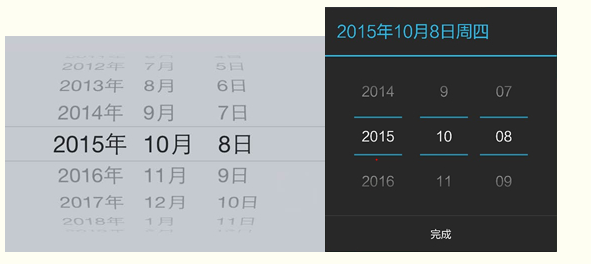 2012年 7月 5日
2013年 8月 6日
2014年 9月 7日
2015年 10月 8日
2016年 11月 9日
2017年 12月 10日
2018年 1月 11日
2015年10月8日周四
2014 9 07
2015 10 08
2016 11 09
完成